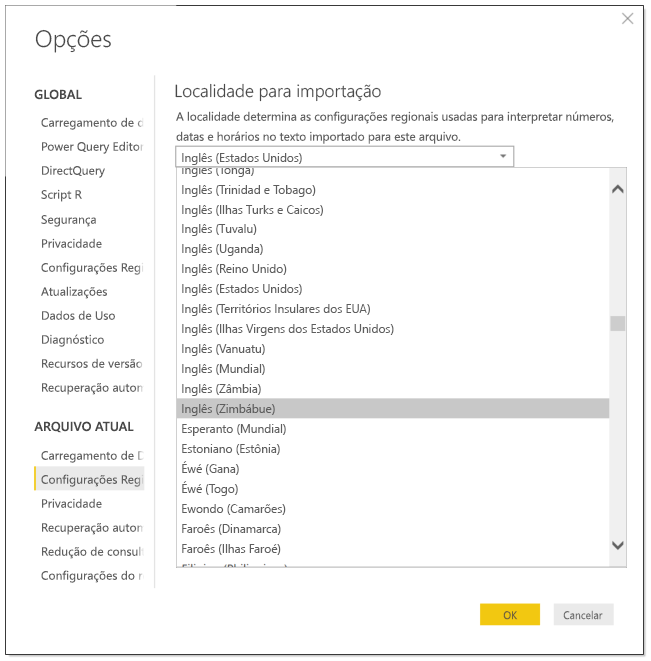 Opções
GLOBAL
Carregamento de d
Power Query Editor
DirectQuery
Script R
Segurança
Privacidade
Configurações Regi
Atualizações
Dados de Uso
Diagnóstico
Recursos de versão
Recuperação autom
ARQUIVO ATUAL
Carregamento de D
Configurações Regi
Privacidade
Recuperação autom
Redução de consult
Configurações do r
Localidade para importação
A localidade determina as configurações regionais usadas para interpretar números,
datas e horários no texto importado para este arquivo.
Inglês (Estados Unidos)
Inglês (Tonga)
Inglês (Trinidad e Tobago)
Inglês (Ilhas Turks e Caicos)
Inglês (Tuvalu)
Inglês (Uganda)
Inglês (Reino Unido)
Inglês (Estados Unidos)
Inglês (Territórios Insulares dos EUA)
Inglês (Ilhas Virgens dos Estados Unidos)
Inglês (Vanuatu)
Inglês (Mundial)
Inglês (Zâmbia)
Inglês (Zimbábue)
Esperanto (Mundial)
Estoniano (Estônia)
Éwé (Gana)
Éwé (Togo)
Ewondo (Camarões)
Faroês (Dinamarca)
Faroês (Ilhas Faroé)
OK
Cancelar